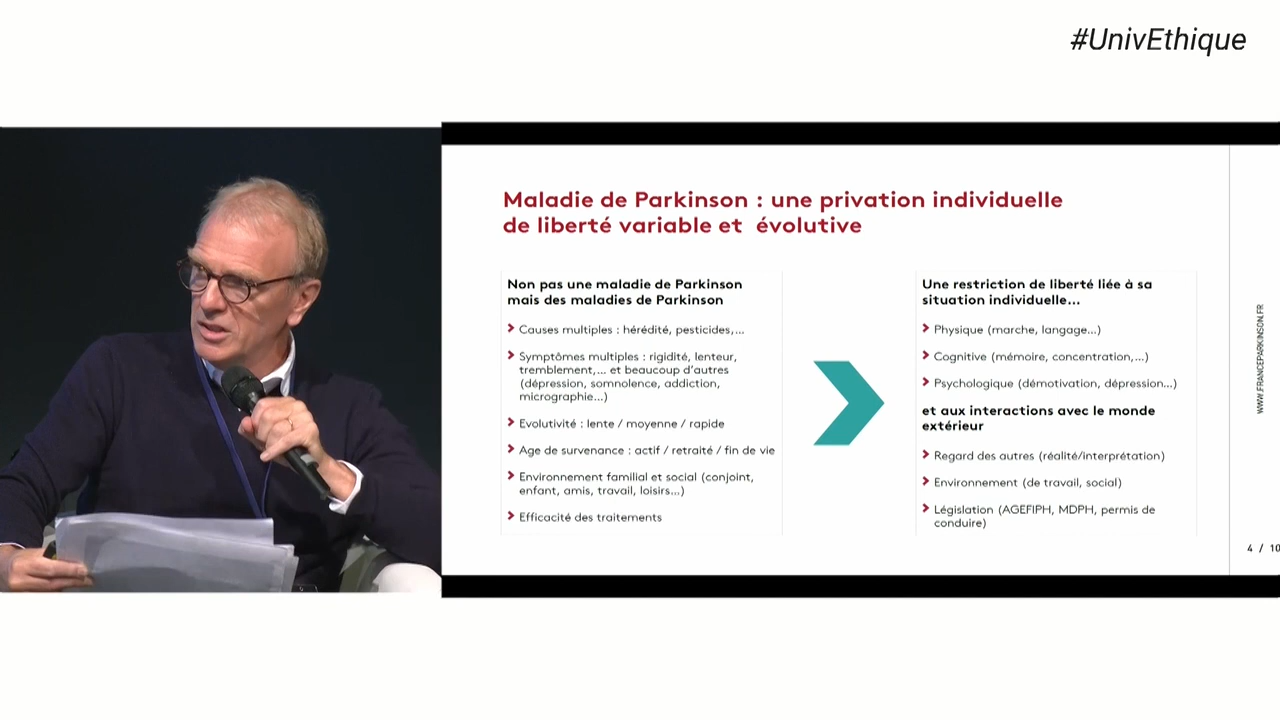 #UnivEthique
Maladie de Parkinson : une privation individuelle
de liberté variable et évolutive
Non pas une maladie de Parkinson
mais des maladies de Parkinson
Causes multiples : hérédité, pesticides,...
Symptômes multiples : rigidité, lenteur,
tremblement,... et beaucoup d'autres
(dépression, somnolence, addiction,
micrographie...)
Evolutivité : lente / moyenne / rapide
Age de survenance : actif / retraité / fin de vie
Environnement familial et social (conjoint,
enfant, amis, travail, loisirs...)
Efficacité des traitements
Une restriction de liberté liée à sa
situation individuelle...
Physique (marche, langage...)
Cognitive (mémoire, concentration,...)
Psychologique (démotivation, dépression...)
et aux interactions avec le monde
extérieur
Regard des autres (réalité/interprétation)
Environnement (de travail, social)
Législation (AGEFIPH, MDPH, permis de
conduire)
WWW.FRANCEPARKINSON.FR
4 / 10